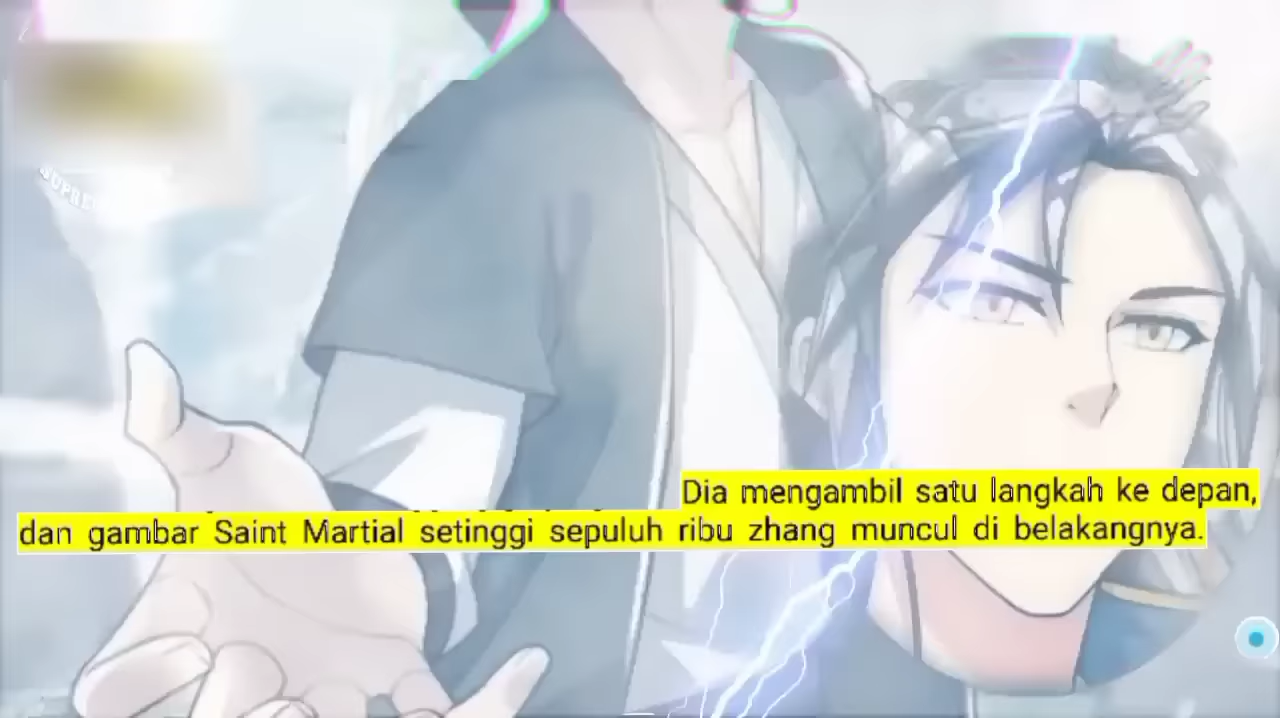 Dia mengambil satu langkah ke depan,
dan gambar Saint Martial setinggi sepuluh ribu zhang muncul di belakangnya.